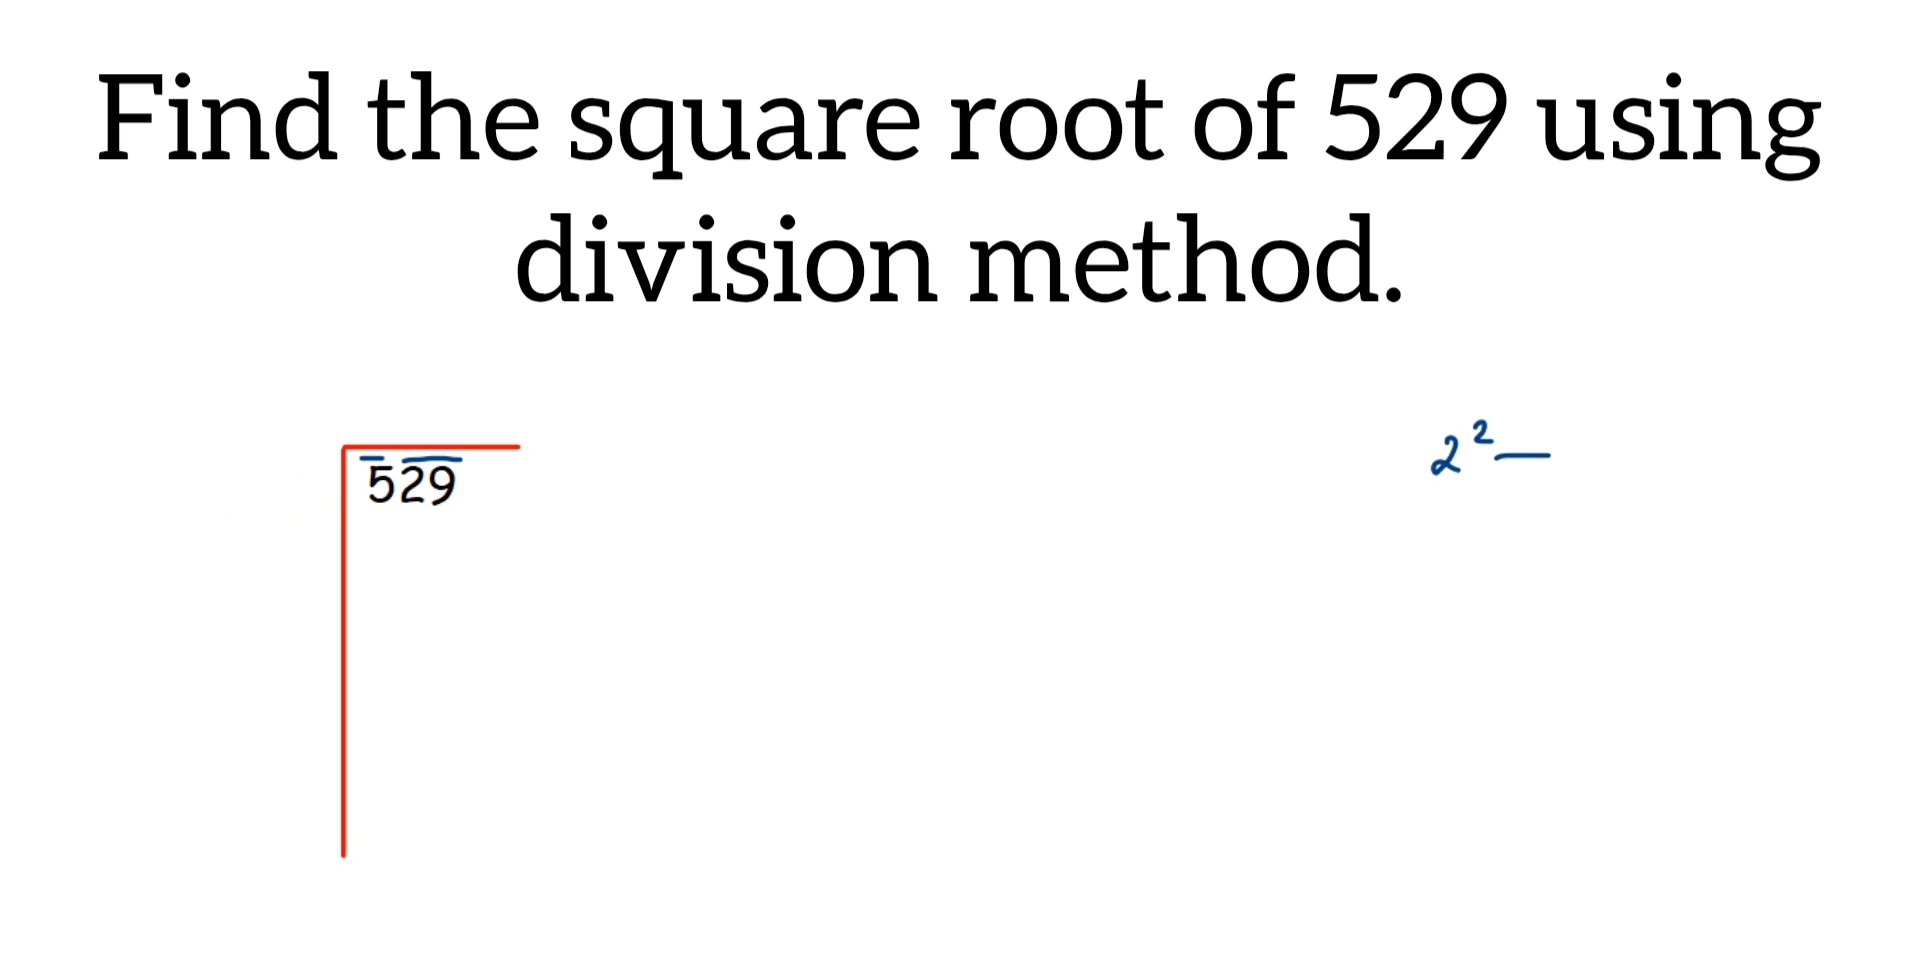 Find the square root of 529 using
division method.
2² —
529